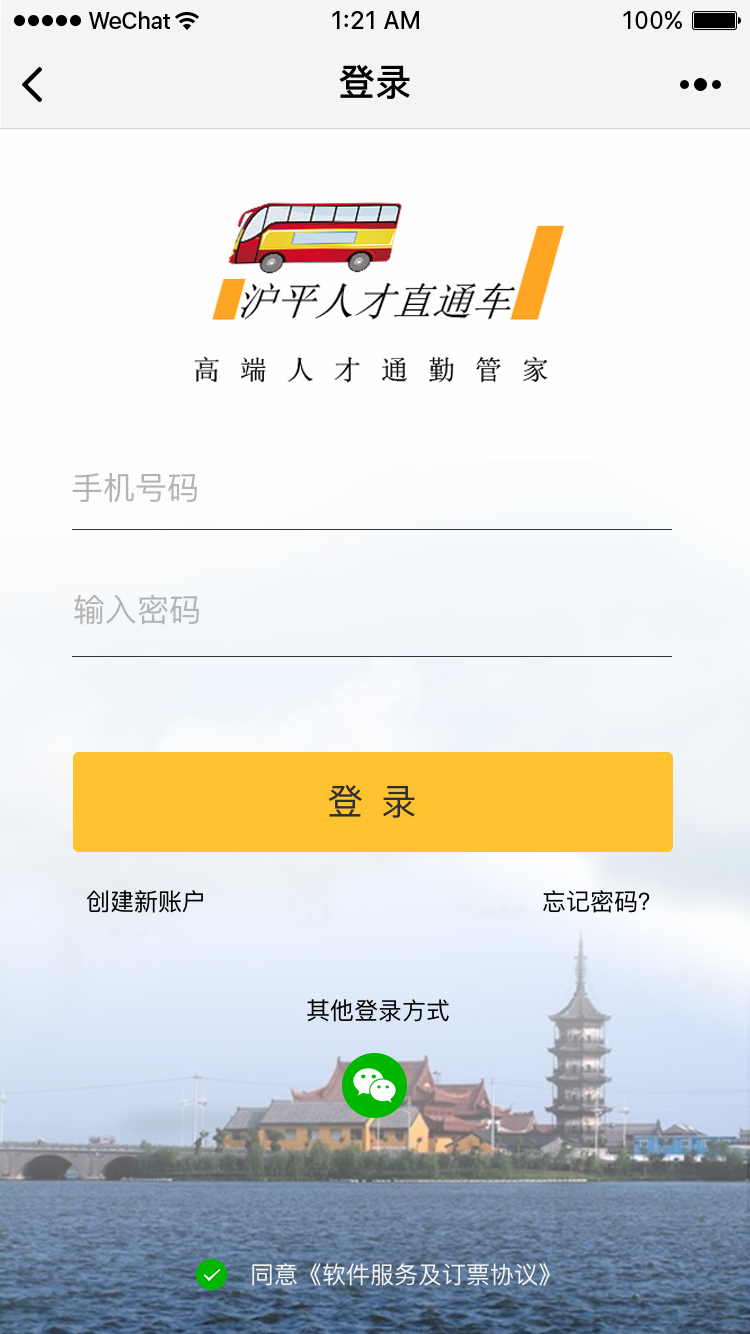 WeChat 1:21 AM 100%
登录
沪平人才直通车
高端人才通勤管家
手机号码
输入密码
登 录
创建新账户 忘记密码?
其他登录方式
同意《软件服务及订票协议》